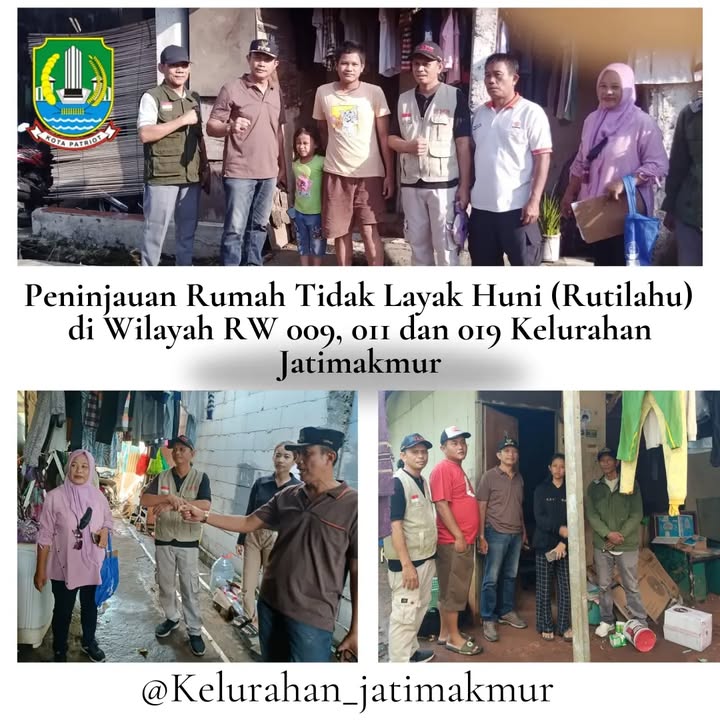 KOTA PATRIOT
Peninjauan Rumah Tidak Layak Huni (Rutilahu)
di Wilayah RW 009, 011 dan 019 Kelurahan
Jatimakmur
@Kelurahan_jatimakmur